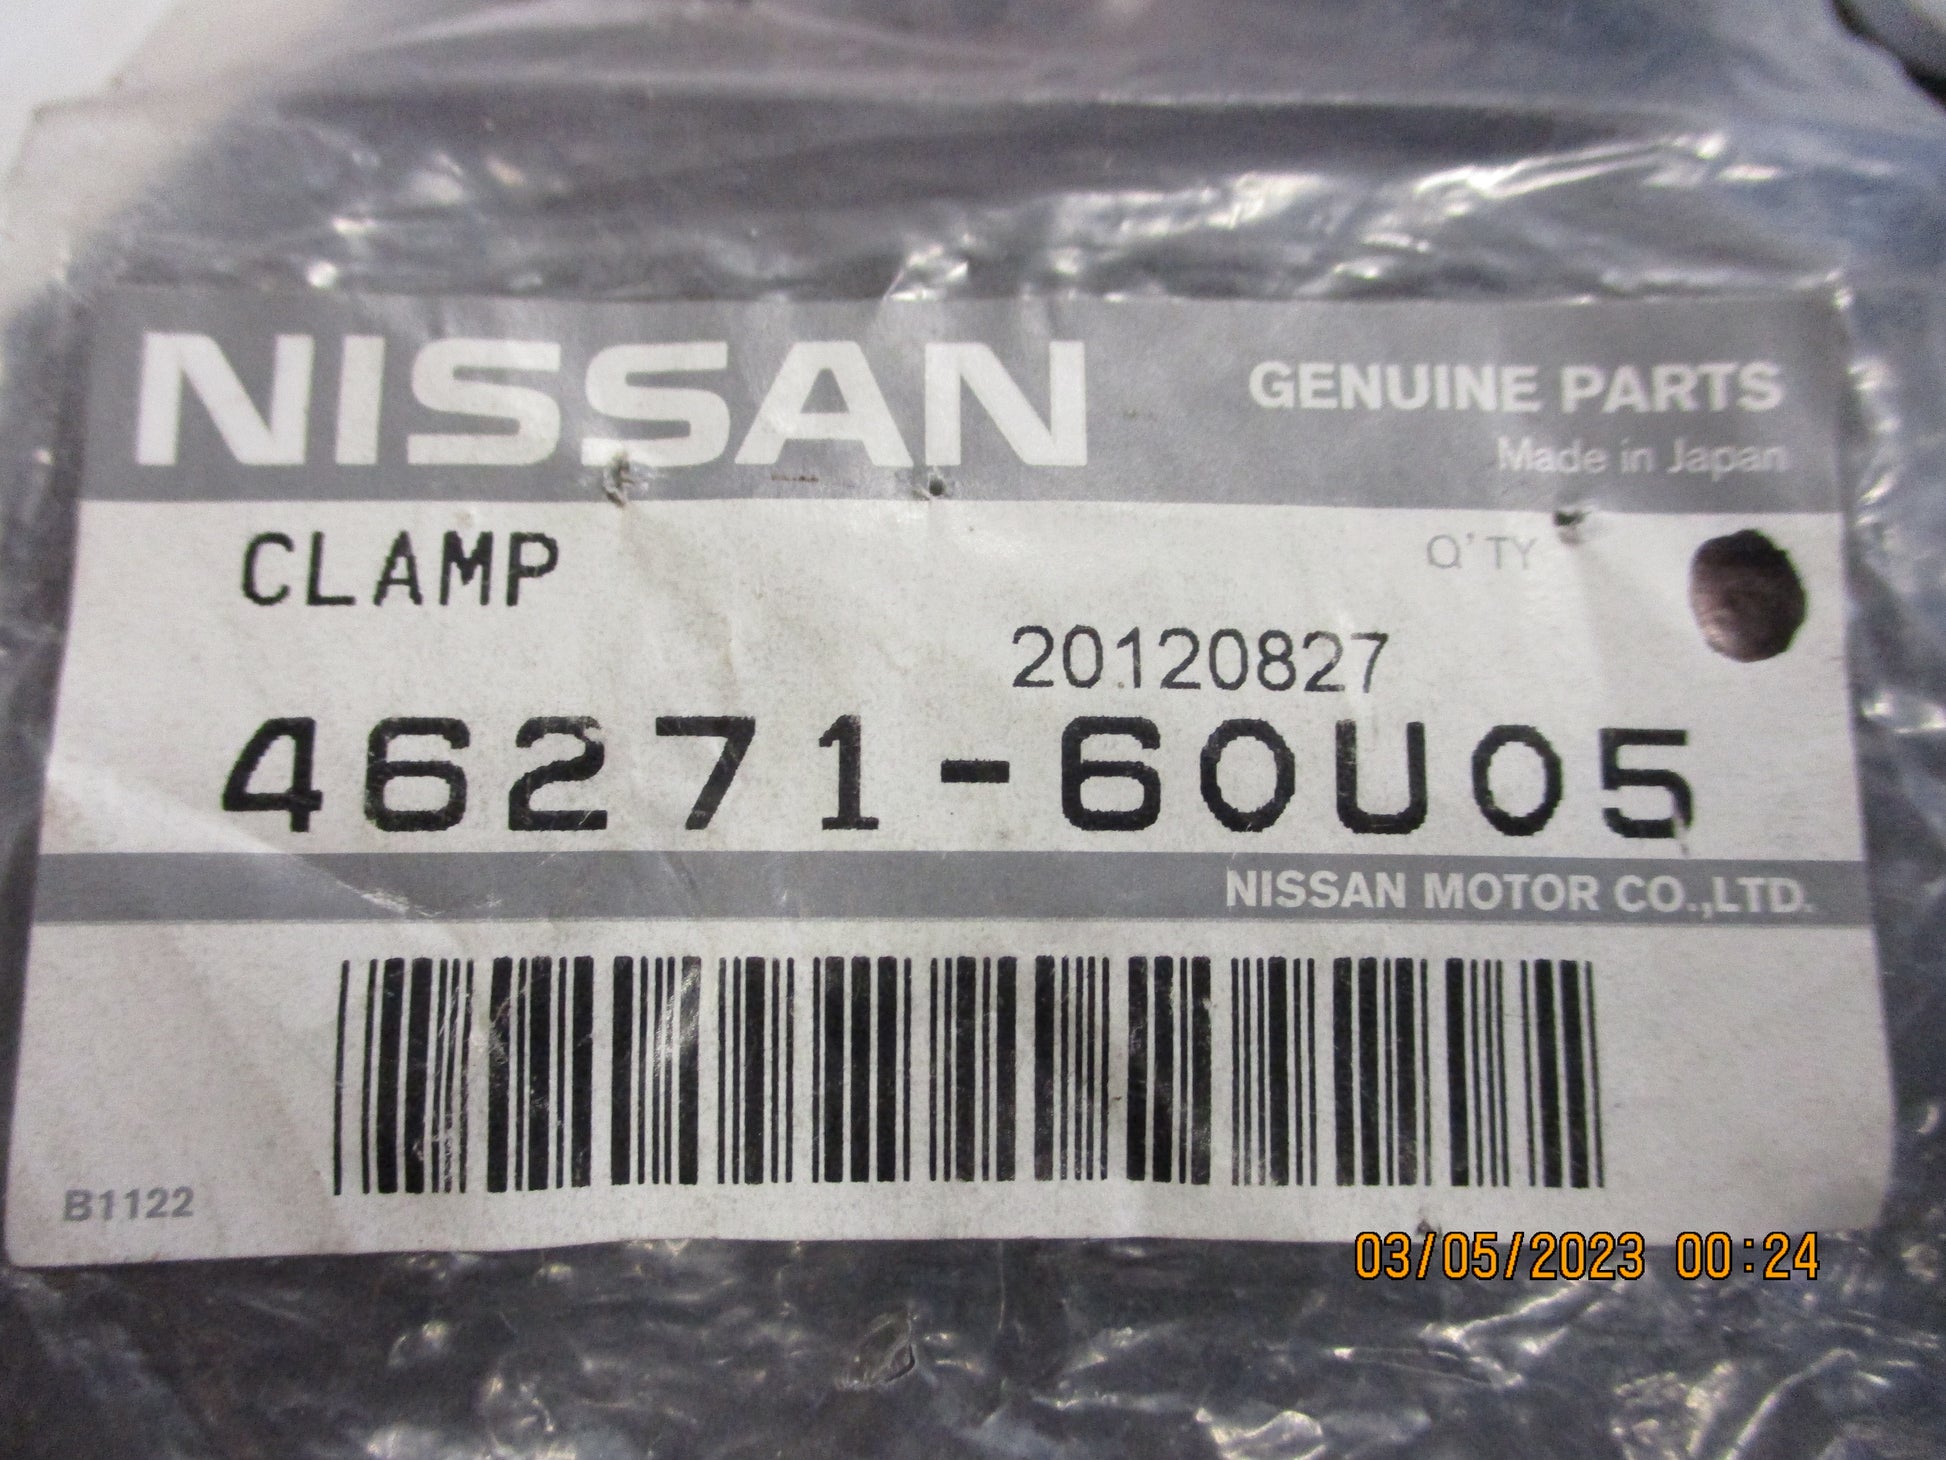 NISSAN GENUINE PARTS
Made in Japan
CLAMP Q'TY
20120827
46271-60U05
NISSAN MOTOR CO.,LTD.
B1122
03/05/2023 00:24